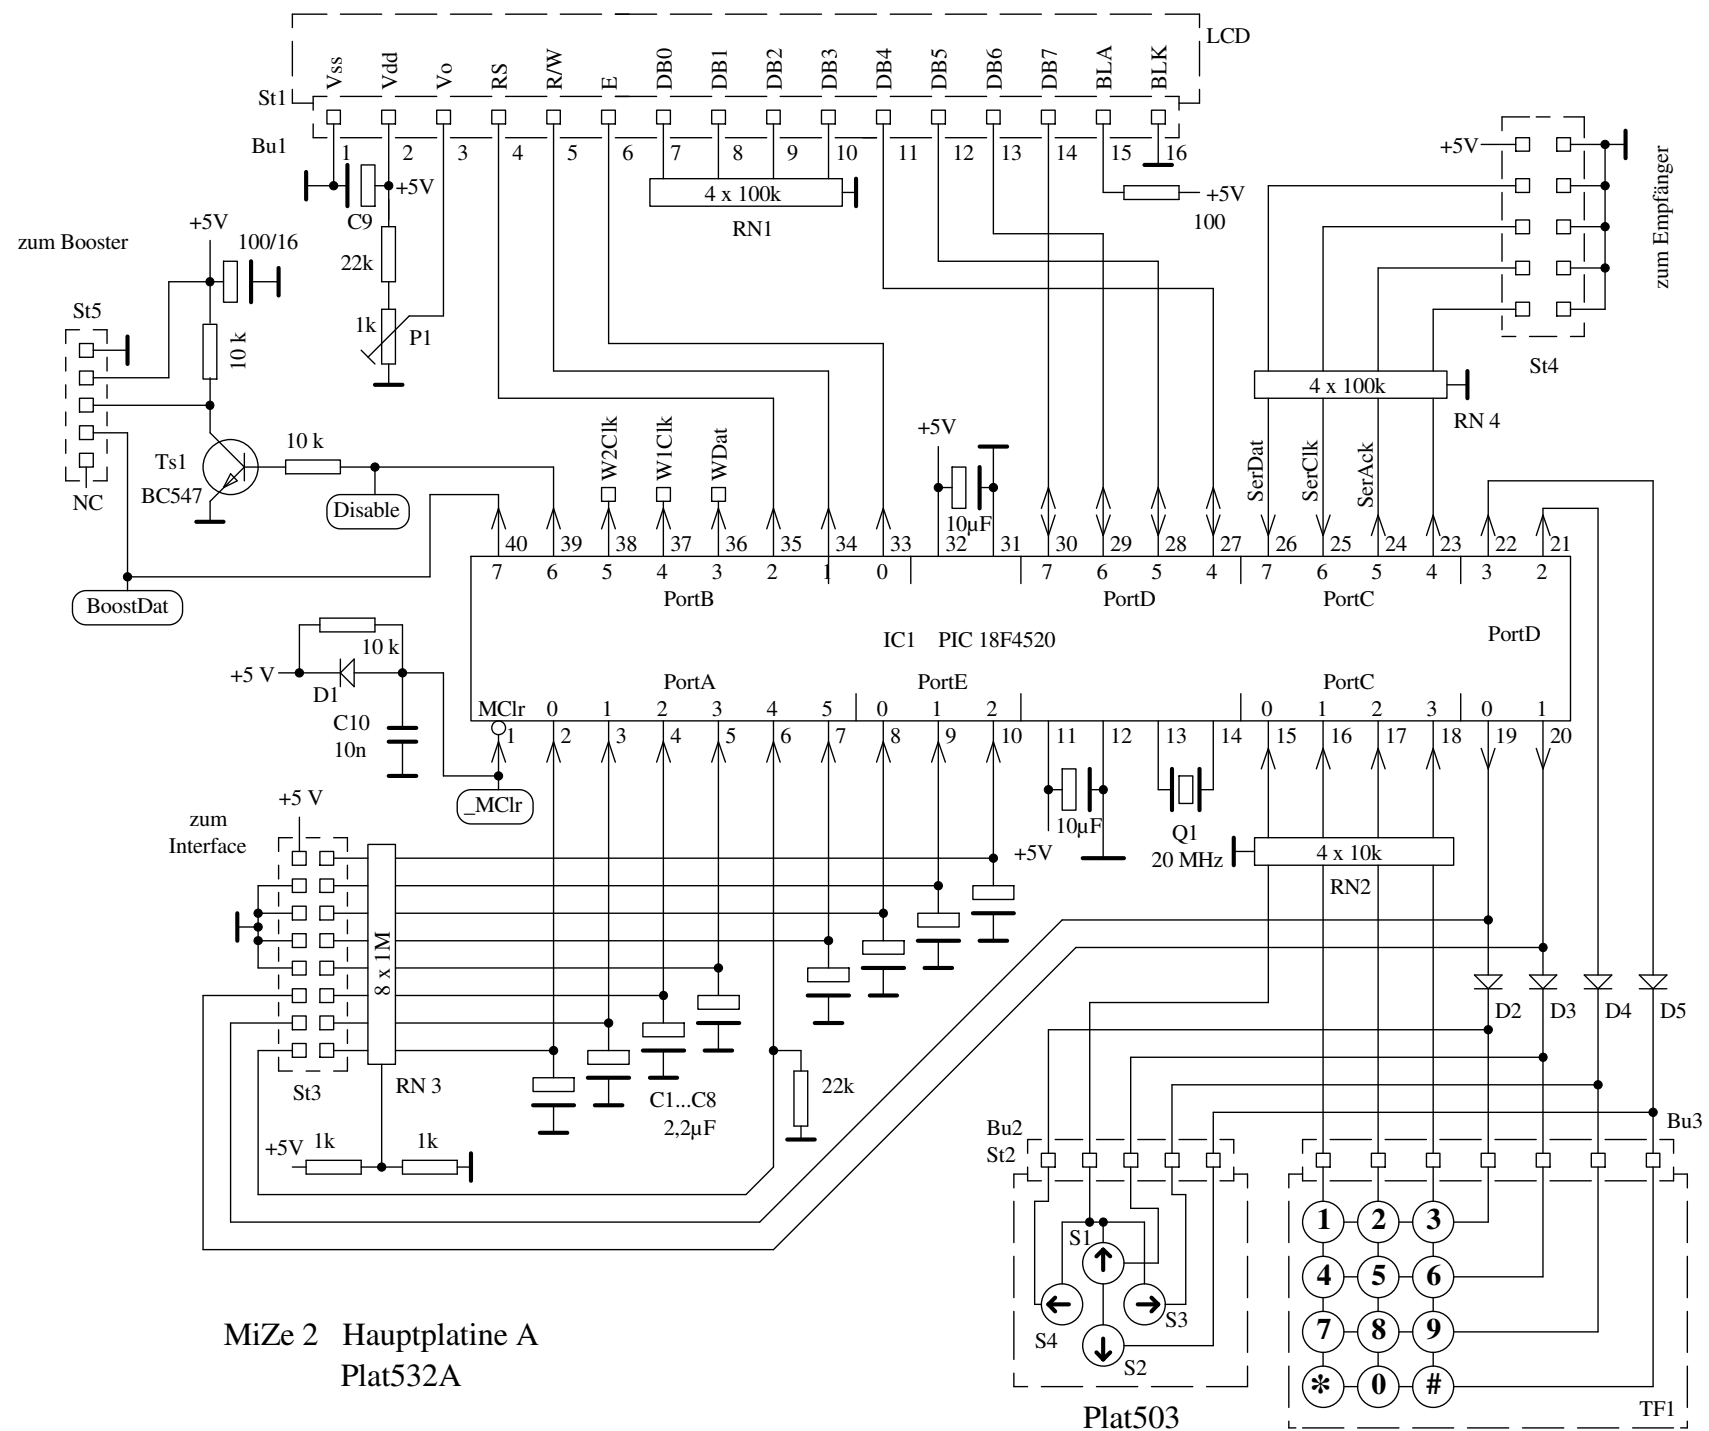 LCD
Vss Vdd Vo RS R/W E DB0 DB1 DB2 DB3 DB4 DB5 DB6 DB7 BLA BLK
St1
Bu1
1 2 3 4 5 6 7 8 9 10 11 12 13 14 15 16
+5V
C9
4 x 100k
RN1
+5V
100
+5V
zum Empfänger
St4
4 x 100k
RN 4
zum Booster
+5V
100/16
22k
1k
P1
St5
10 k
NC
Ts1
BC547
10 k
Disable
BoostDat
W2Clk
W1Clk
WDat
+5V
10µF
SerDat
SerClk
SerAck
40 39 38 37 36 35 34 33 32 31 30 29 28 27 26 25 24 23 22 21
7 6 5 4 3 2 1 0 7 6 5 4 7 6 5 4 3 2
PortB PortD PortC
IC1 PIC 18F4520
PortD
PortA PortE PortC
MClr 0 1 2 3 4 5 0 1 2 0 1 2 3 0 1
1 2 3 4 5 6 7 8 9 10 11 12 13 14 15 16 17 18 19 20
10 k
+5 V
D1
C10
10n
_MClr
+5 V
zum
Interface
8 x 1M
St3
RN 3
+5V
1k
1k
C1...C8
2,2µF
22k
10µF
+5V
Q1
20 MHz
4 x 10k
RN2
D2 D3 D4 D5
Bu2
St2
Bu3
S1
S4
S3
S2
1 2 3
4 5 6
7 8 9
* 0 #
TF1
Plat503
MiZe 2 Hauptplatine A
Plat532A